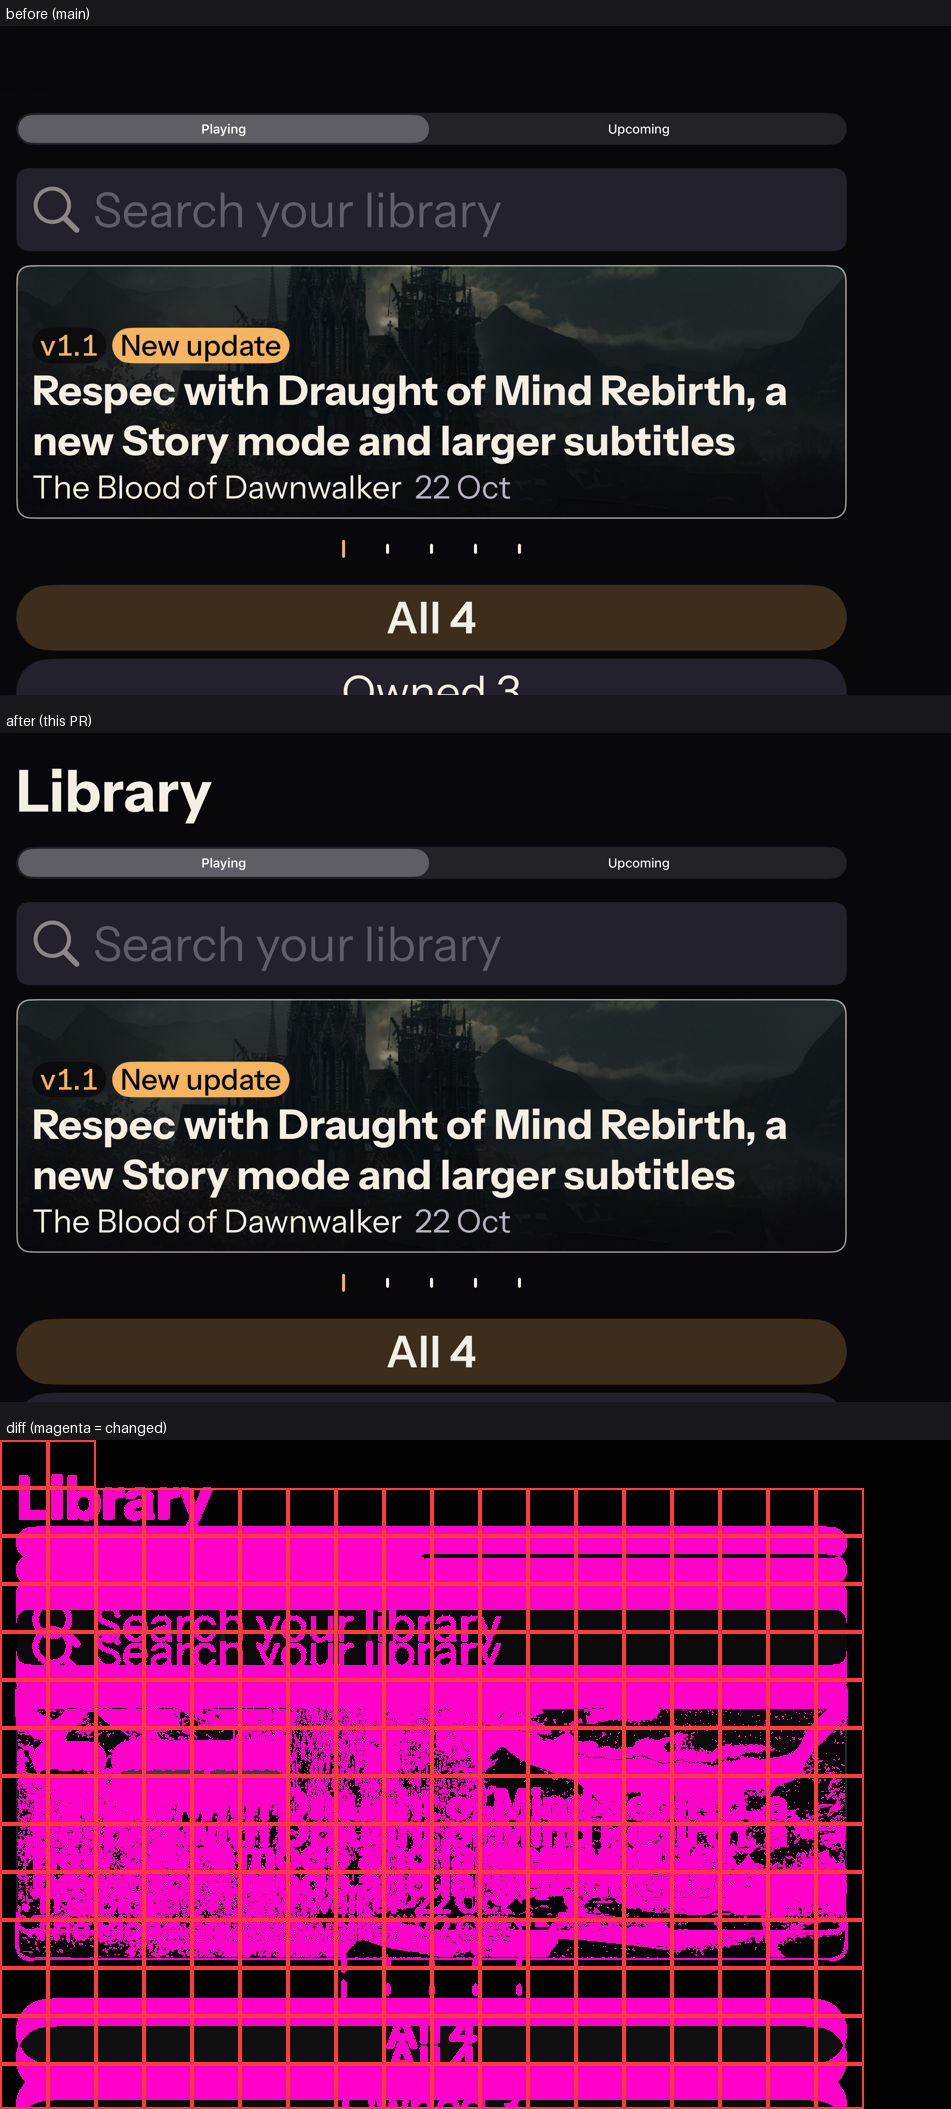 before (main)
Playing
Upcoming
Search your library
v1.1 New update
Respec with Draught of Mind Rebirth, a
new Story mode and larger subtitles
The Blood of Dawnwalker 22 Oct
All 4
Owned 3
after (this PR)
Library
Playing
Upcoming
Search your library
v1.1 New update
Respec with Draught of Mind Rebirth, a
new Story mode and larger subtitles
The Blood of Dawnwalker 22 Oct
All 4
diff (magenta = changed)
Library
Search your library
Search your library
All 4
All 4